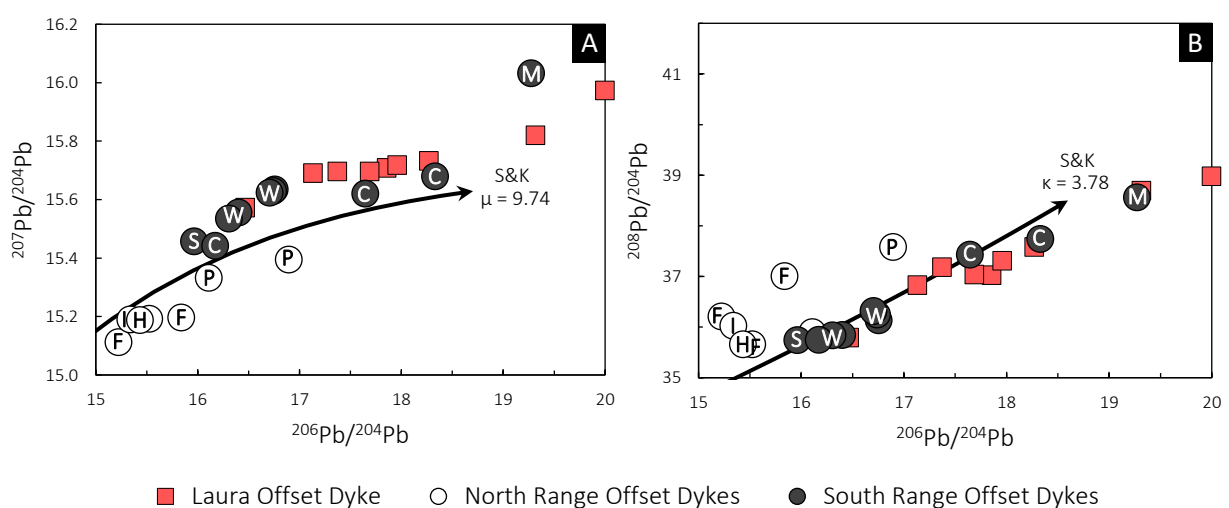 A
16.2
16.0
15.8
15.6
15.4
15.2
15.0
207Pb/204Pb
M
S&K
μ = 9.74
C
C
W
W
S
C
P
P
I
H
F
F
15
16
17
18
19
20
206Pb/204Pb
B
41
39
37
35
208Pb/204Pb
S&K
κ = 3.78
M
C
C
P
F
F
I
H
F
W
W
S
15
16
17
18
19
20
206Pb/204Pb
Laura Offset Dyke
North Range Offset Dykes
South Range Offset Dykes